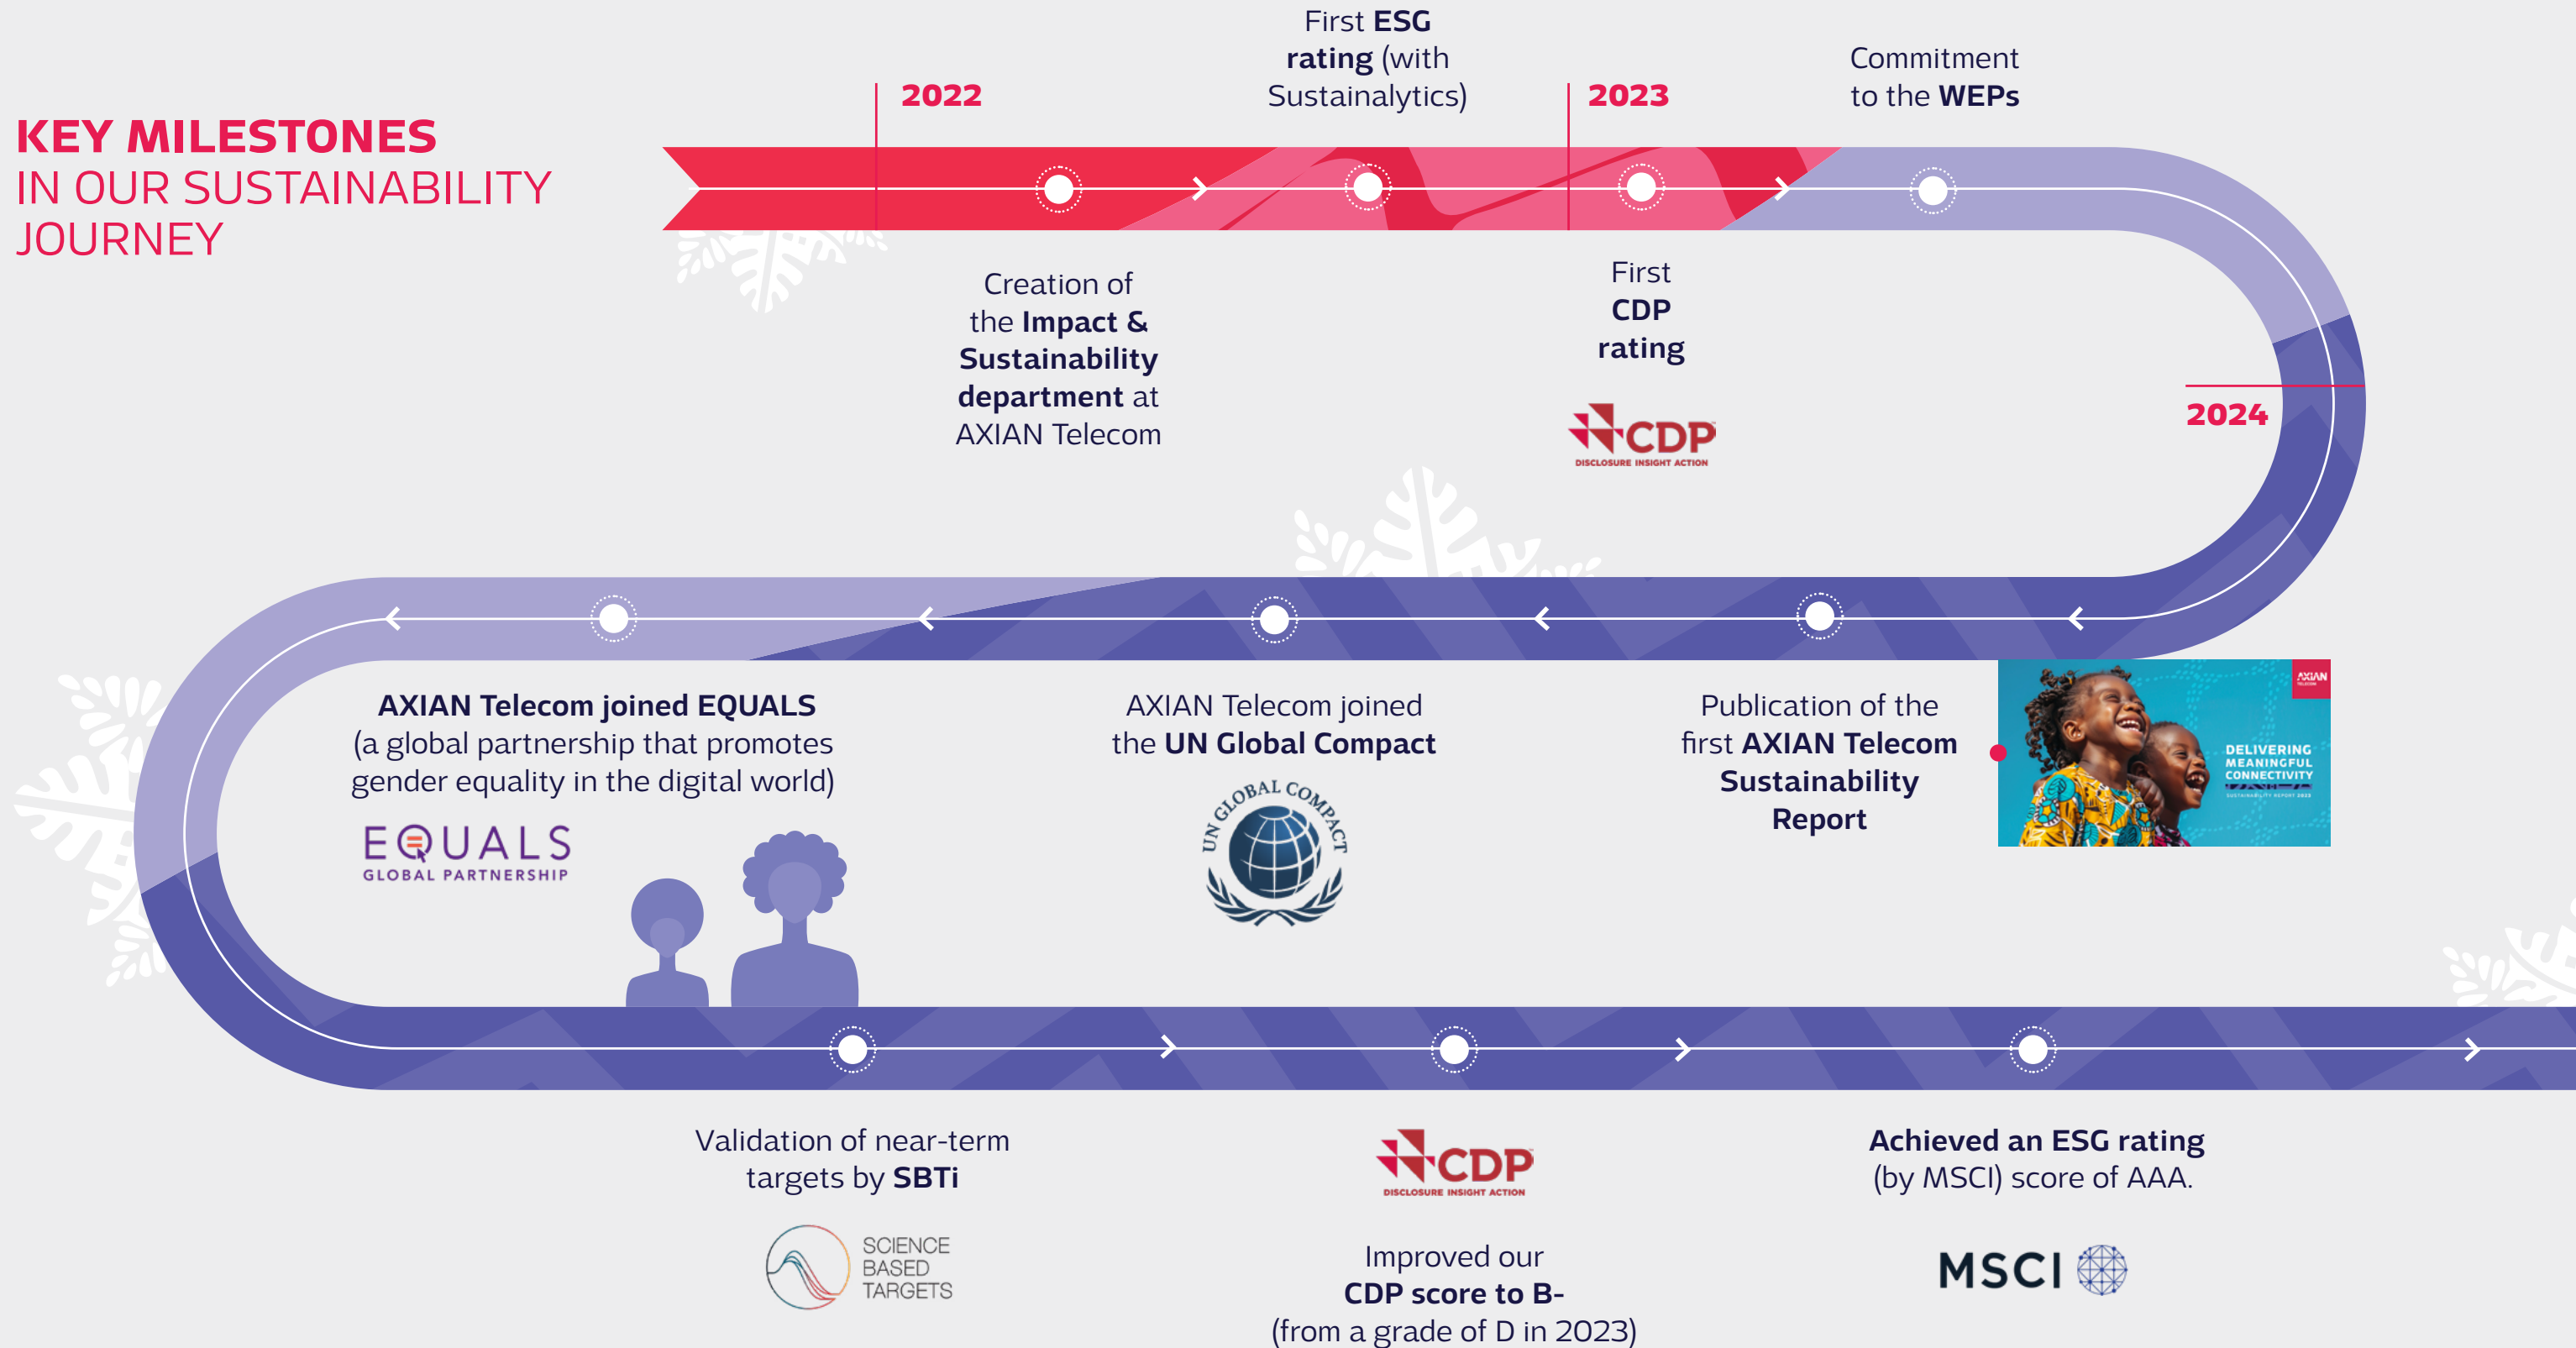 KEY MILESTONES
IN OUR SUSTAINABILITY
JOURNEY
2022
Creation of
the Impact &
Sustainability
department at
AXIAN Telecom
First ESG
rating (with
Sustainalytics)
2023
First
CDP
rating
CDP
DISCLOSURE INSIGHT ACTION
Commitment
to the WEPs
2024
Publication of the
first AXIAN Telecom
Sustainability
Report
AXIAN
TELECOM
DELIVERING
MEANINGFUL
CONNECTIVITY
SUSTAINABILITY REPORT 2023
AXIAN Telecom joined
the UN Global Compact
UN GLOBAL COMPACT
AXIAN Telecom joined EQUALS
(a global partnership that promotes
gender equality in the digital world)
EQUALS
GLOBAL PARTNERSHIP
Validation of near-term
targets by SBTi
SCIENCE
BASED
TARGETS
CDP
DISCLOSURE INSIGHT ACTION
Improved our
CDP score to B-
(from a grade of D in 2023)
Achieved an ESG rating
(by MSCI) score of AAA.
MSCI